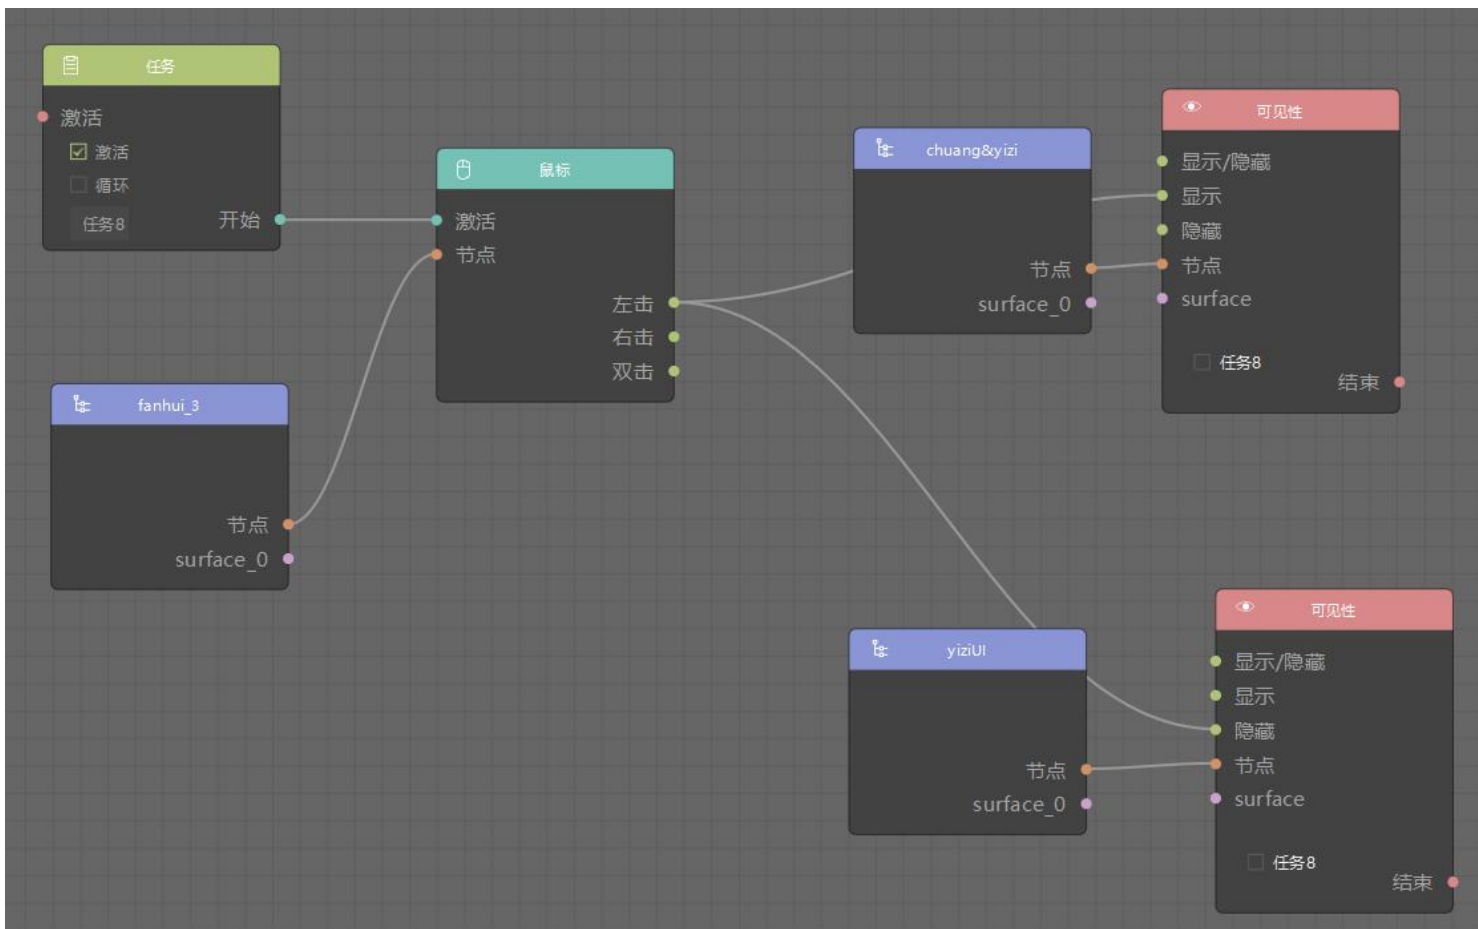 任务
激活
激活
循环
任务8
开始
鼠标
激活
节点
左击
右击
双击
fanhui_3
节点
surface_0
chuang&yizi
节点
surface_0
可见性
显示/隐藏
显示
隐藏
节点
surface
任务8
结束
yiziUI
节点
surface_0
可见性
显示/隐藏
显示
隐藏
节点
surface
任务8
结束